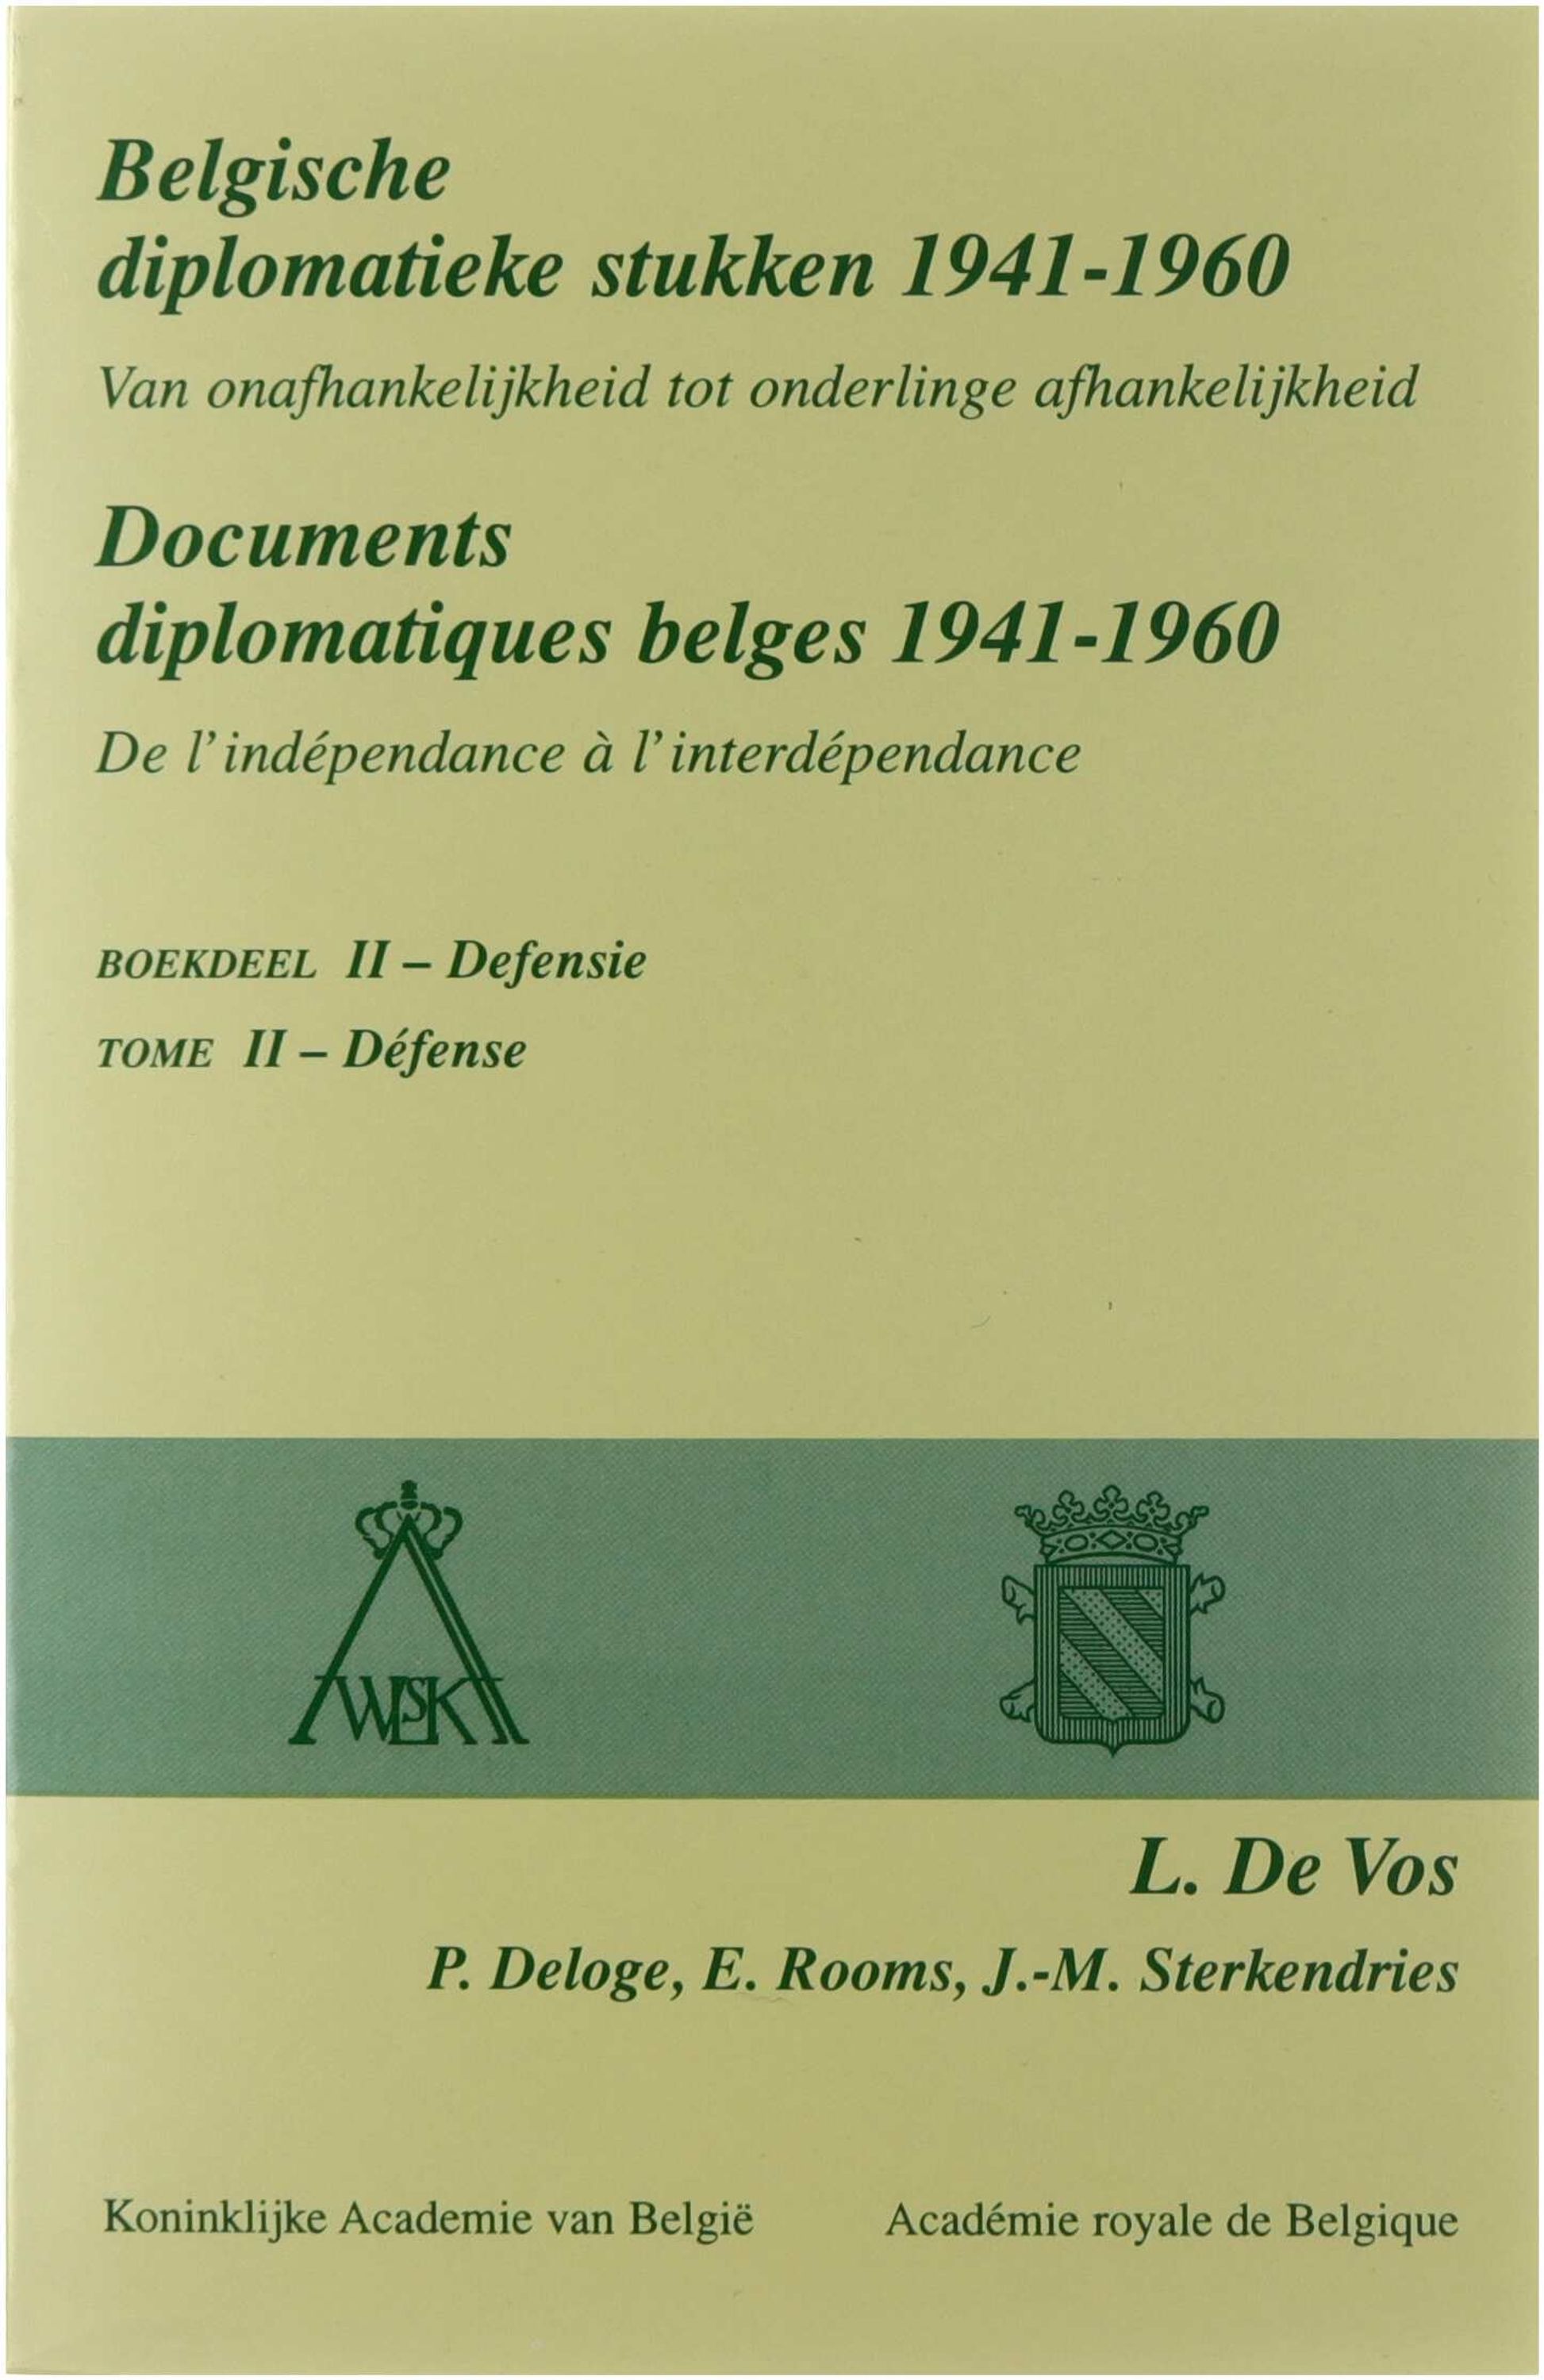 Belgische
diplomatieke stukken 1941-1960
Van onafhankelijkheid tot onderlinge afhankelijkheid
Documents
diplomatiques belges 1941-1960
De l'indépendance à l'interdépendance
BOEKDEEL II – Defensie
TOME II – Défense
L. De Vos
P. Deloge, E. Rooms, J.-M. Sterkendries
Koninklijke Academie van België
Académie royale de Belgique